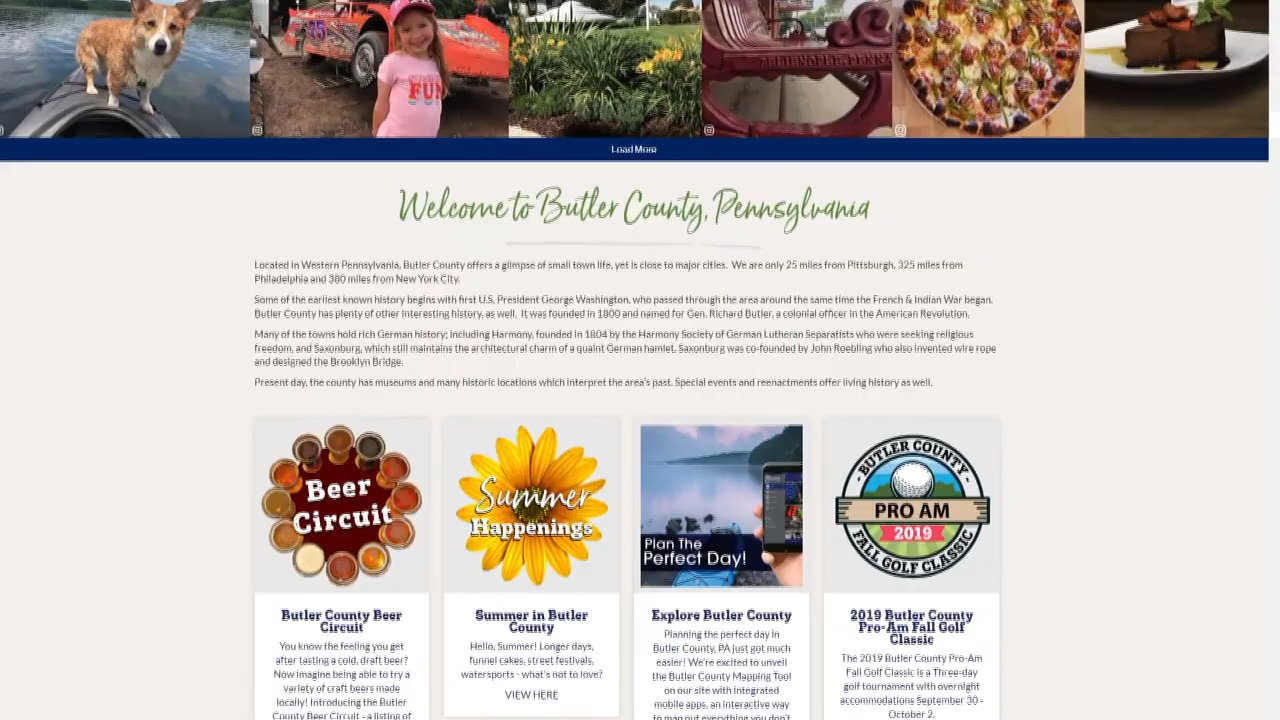 FUN
Load More
Welcome to Butler County, Pennsylvania
Located in Western Pennsylvania, Butler County offers a glimpse of small town life, yet is close to major cities. We are only 25 miles from Pittsburgh, 325 miles from
Philadelphia and 380 miles from New York City.
Some of the earliest known history begins with first U.S. President George Washington, who passed through the area around the same time the French & Indian War began.
Butler County has plenty of other interesting history, as well. It was founded in 1800 and named for Gen. Richard Butler, a colonial officer in the American Revolution.
Many of the towns hold rich German history; including Harmony, founded in 1804 by the Harmony Society of German Lutheran Separatists who were seeking religious
freedom, and Saxonburg, which still maintains the architectural charm of a quaint German hamlet. Saxonburg was co-founded by John Roebling who also invented wire rope
and designed the Brooklyn Bridge.
Present day, the county has museums and many historic locations which interpret the area's past. Special events and reenactments offer living history as well.
Beer
Circuit
Summer
Happenings
Plan The
Perfect Day!
BUTLER COUNTY
PRO AM
2019
FALL GOLF CLASSIC
Butler County Beer
Circuit
You know the feeling you get
after tasting a cold, draft beer?
Now imagine being able to try a
variety of craft beers made
locally! Introducing the Butler
County Beer Circuit - a listing of
Summer in Butler
County
Hello, Summer! Longer days,
funnel cakes, street festivals,
watersports - what's not to love?
VIEW HERE
Explore Butler County
Planning the perfect day in
Butler County, PA just got much
easier! We're excited to unveil
the Butler County Mapping Tool
on our site with integrated
mobile apps, an interactive way
to map out everything you don't
2019 Butler County
Pro-Am Fall Golf
Classic
The 2019 Butler County Pro-Am
Fall Golf Classic is a Three-day
golf tournament with overnight
accommodations September 30 -
October 2.